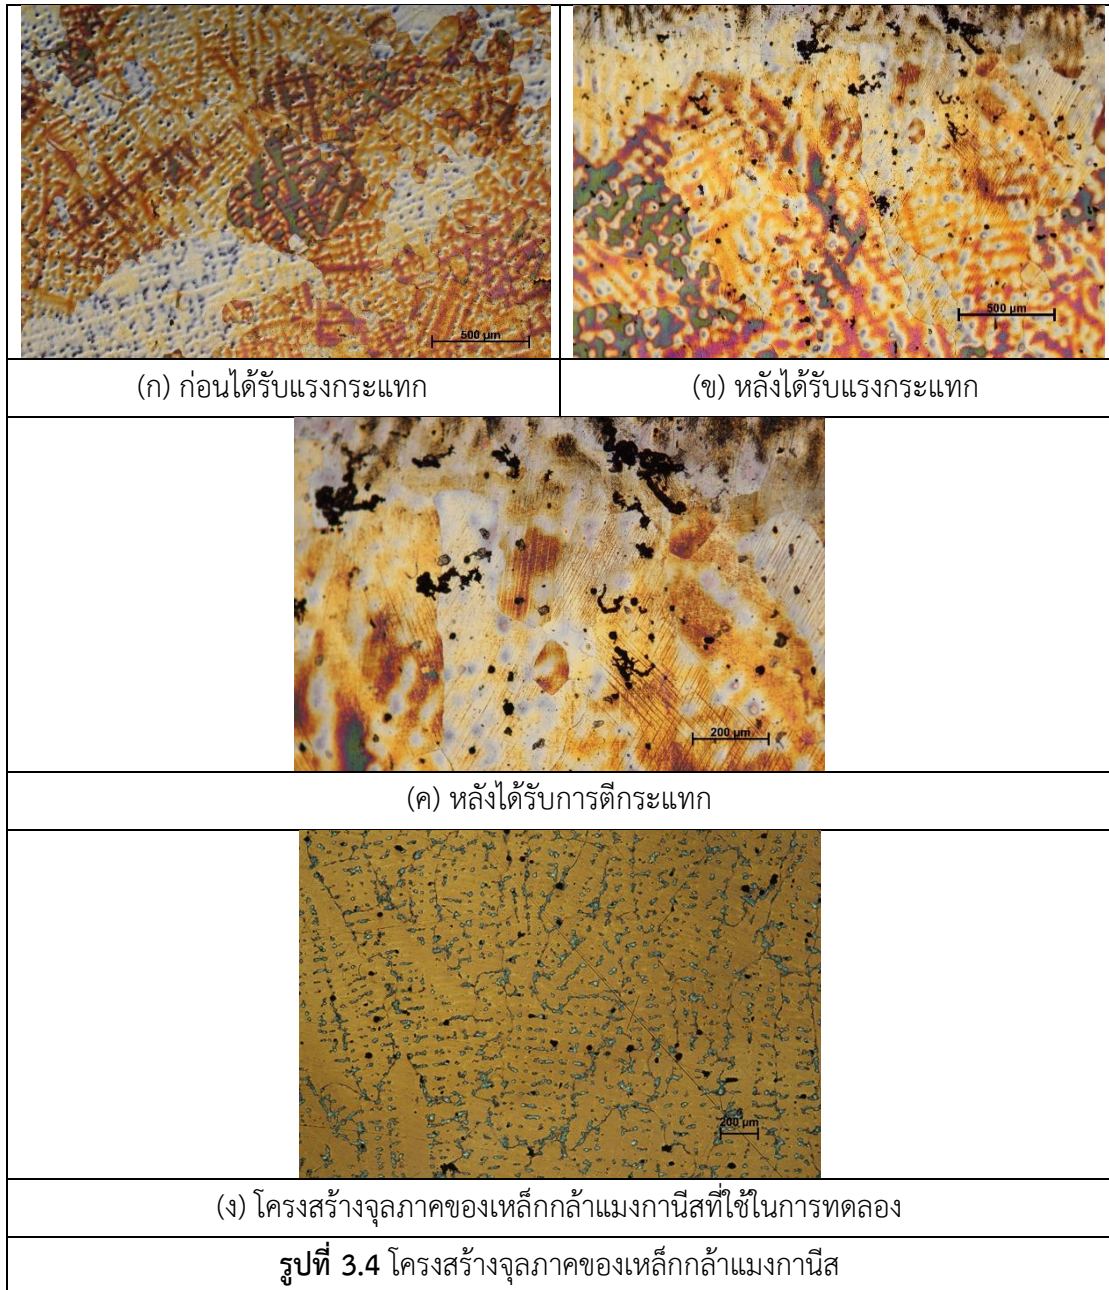 500 µm
500 µm
(ก) ก่อนได้รับแรงกระแทก
(ข) หลังได้รับแรงกระแทก
200 µm
(ค) หลังได้รับการตีกระแทก
200 µm
(ง) โครงสร้างจุลภาคของเหล็กกล้าแมงกานีสที่ใช้ในการทดลอง
รูปที่ 3.4 โครงสร้างจุลภาคของเหล็กกล้าแมงกานีส